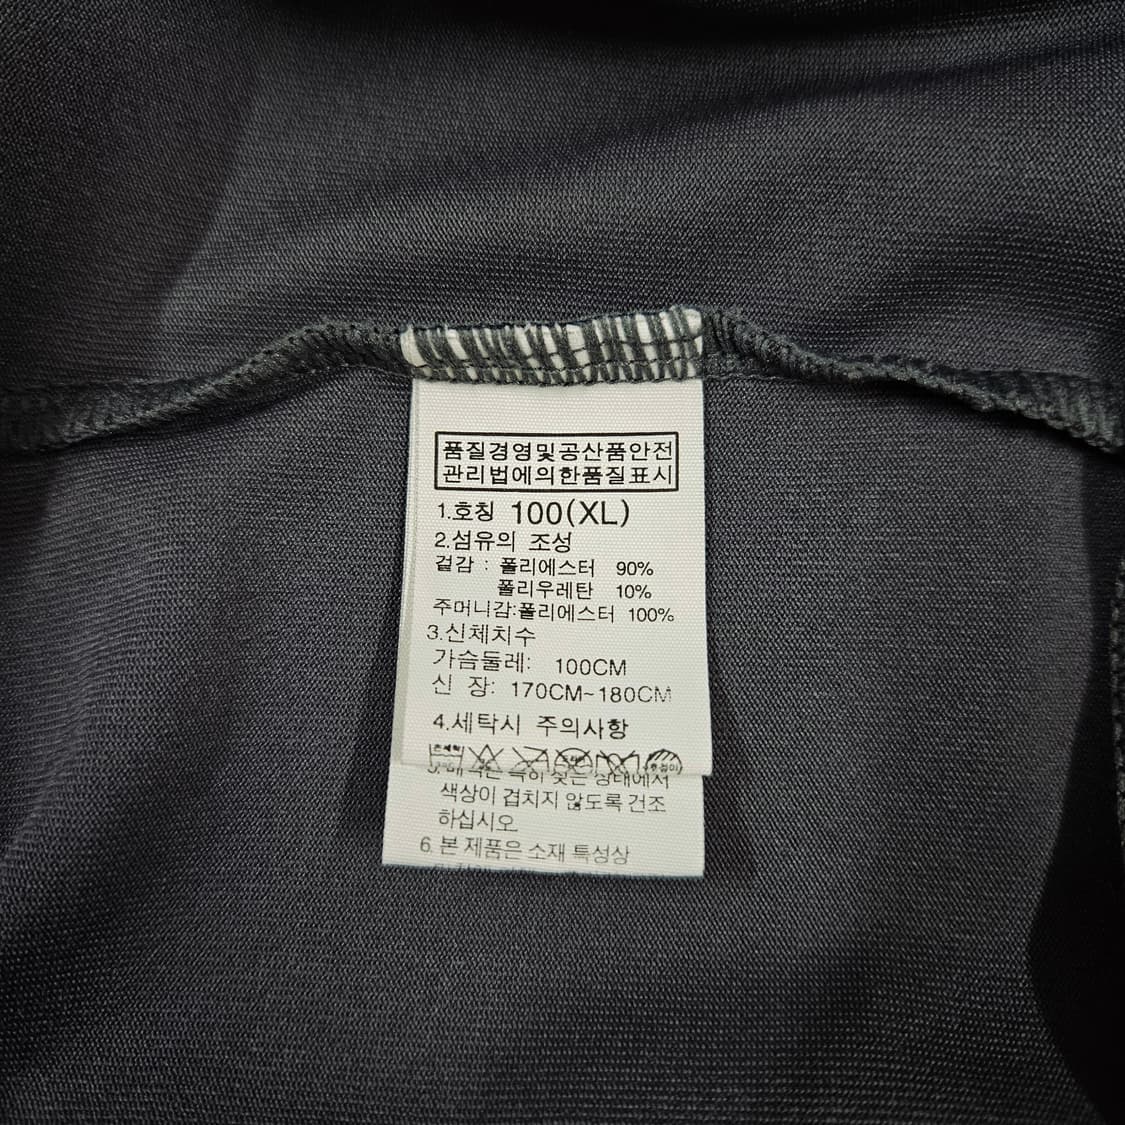 품질경영및공산품안전
관리법에의한품질표시
1.호칭 100(XL)
2.섬유의 조성
겉감 : 폴리에스터 90%
폴리우레탄 10%
주머니감:폴리에스터 100%
3.신체치수
가슴둘레: 100CM
신 장: 170CM~180CM
4.세탁시 주의사항
손세탁
색상이 겹치지 않도록 건조
하십시오
6.본 제품은 소재 특성상